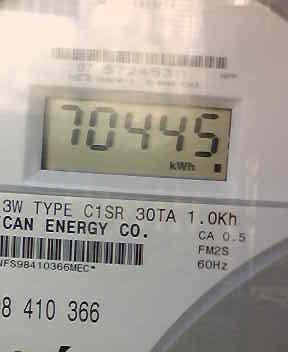 70445
kWh
3W TYPE C1SR 30TA 1.0Kh
CAN ENERGY CO.
CA 0.5
FM2S
NFS98410366MEC*
60Hz
8 410 366